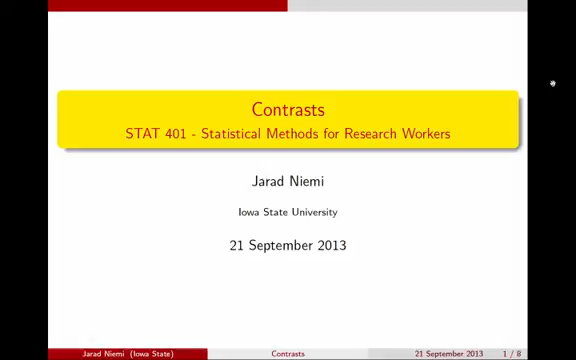 Contrasts
STAT 401 - Statistical Methods for Research Workers
Jarad Niemi
Iowa State University
21 September 2013
Jarad Niemi (Iowa State)
Contrasts
21 September 2013
1 / 8